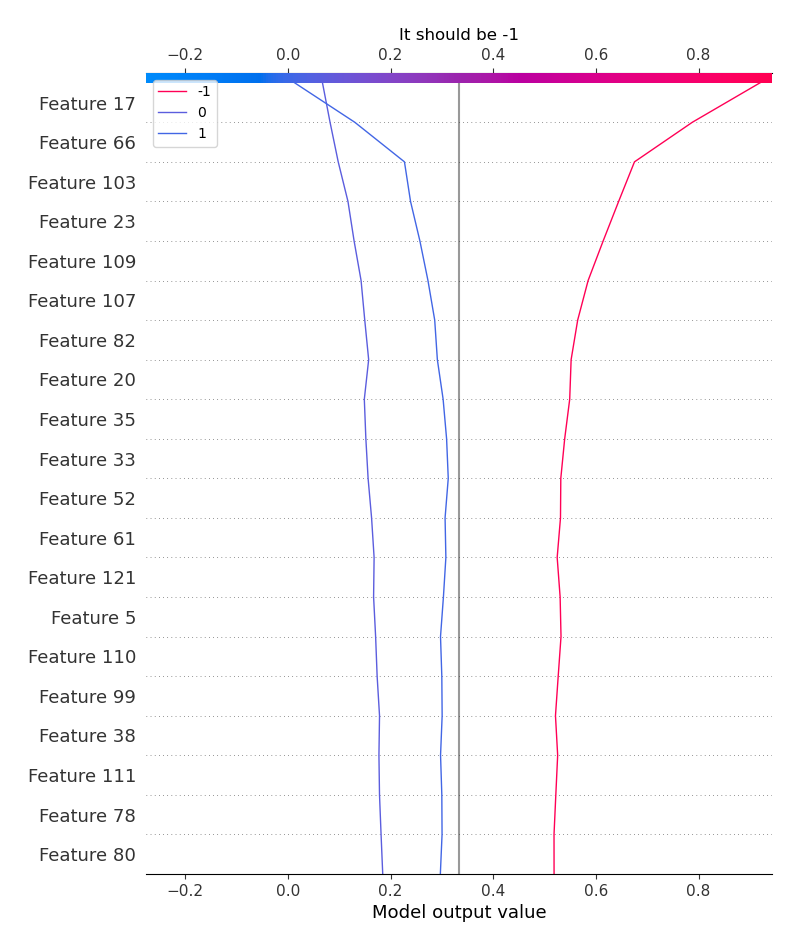 It should be -1
−0.2 0.0 0.2 0.4 0.6 0.8
-1
0
1
Feature 17
Feature 66
Feature 103
Feature 23
Feature 109
Feature 107
Feature 82
Feature 20
Feature 35
Feature 33
Feature 52
Feature 61
Feature 121
Feature 5
Feature 110
Feature 99
Feature 38
Feature 111
Feature 78
Feature 80
−0.2 0.0 0.2 0.4 0.6 0.8
Model output value